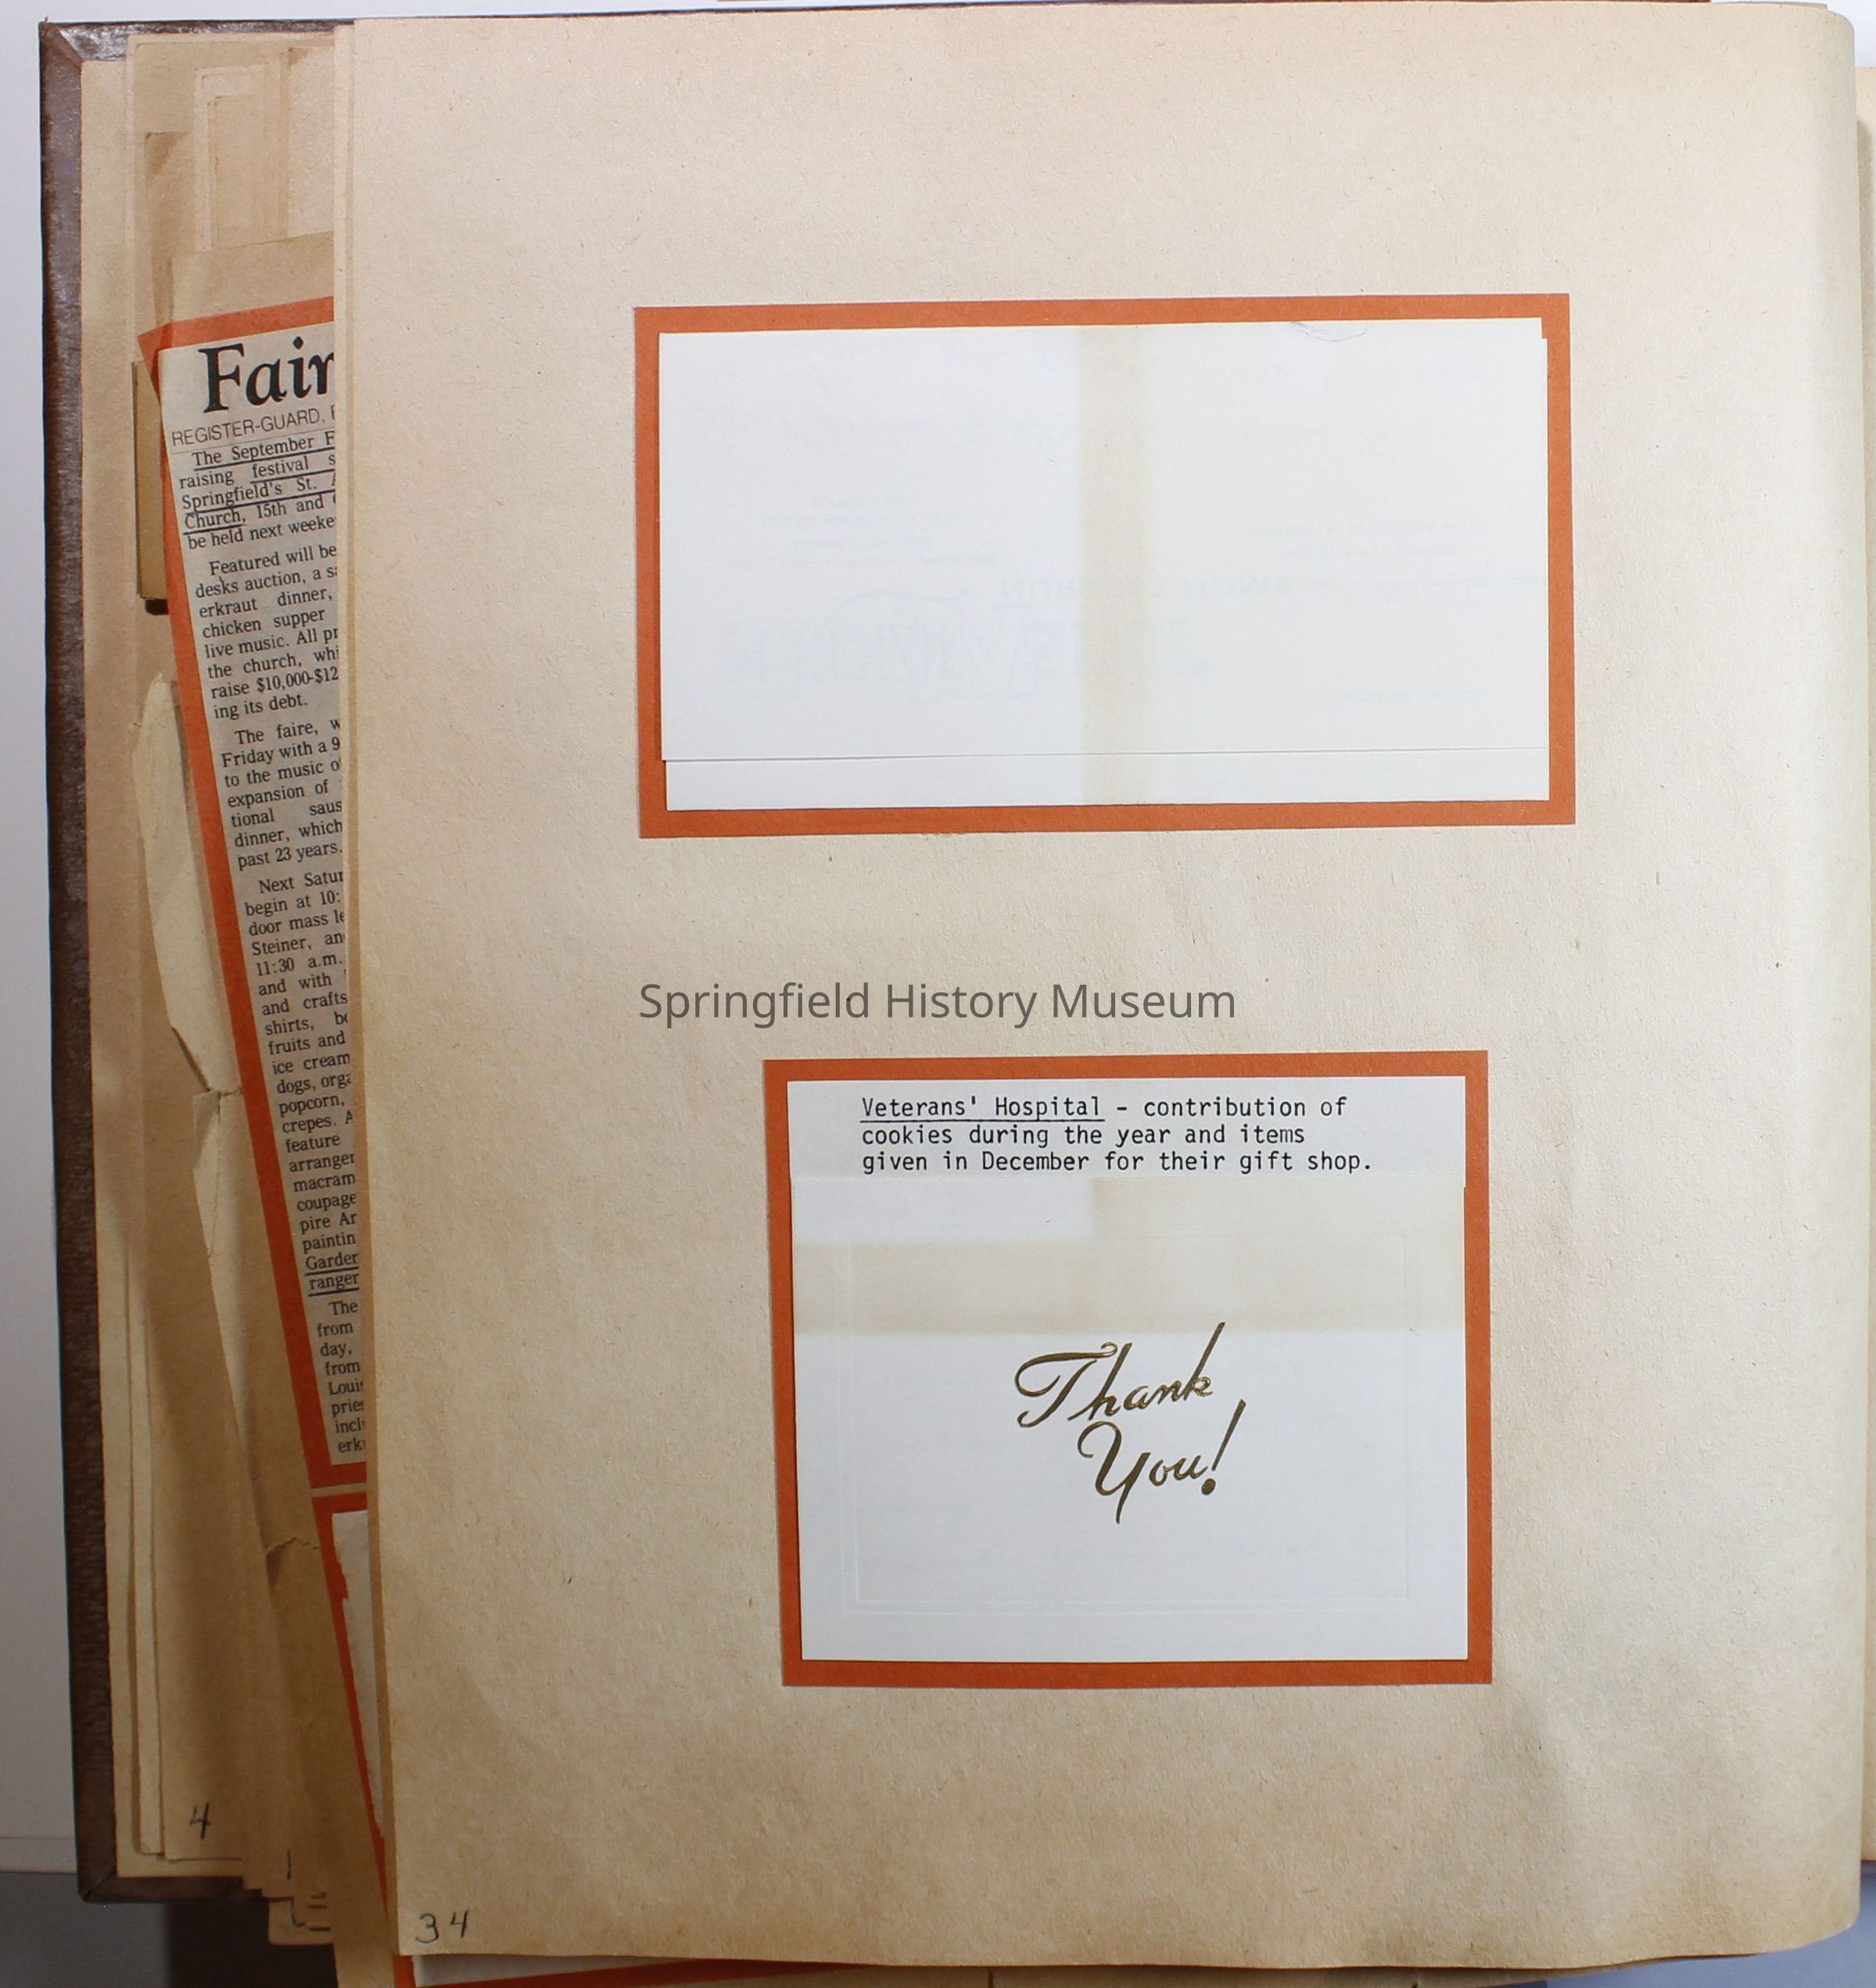 Fair
REGISTER-GUARD,
The September
raising festival
Springfield's St.
Church, 15th and
be held next
Featured will be
desks auction, a
erkraut dinner,
chicken supper
live music. All
the church,
raise $10,000-$12
ing its debt.
The faire,
Friday with a 9
to the music
expansion of
tional
dinner, which
past 23 years.
Next
begin at 10:
door mass
Steiner,
11:30 a.m.
and with
and crafts
shirts,
fruits and
ice cream
dogs,
popcorn,
crepes.
feature
macram
coupage
pire Ar
paintin
Garden
ranger
The
from
day,
from
Veterans' Hospital - contribution of
cookies during the year and items
given in December for their gift shop.
Thank
You!
Springfield History Museum
4
34